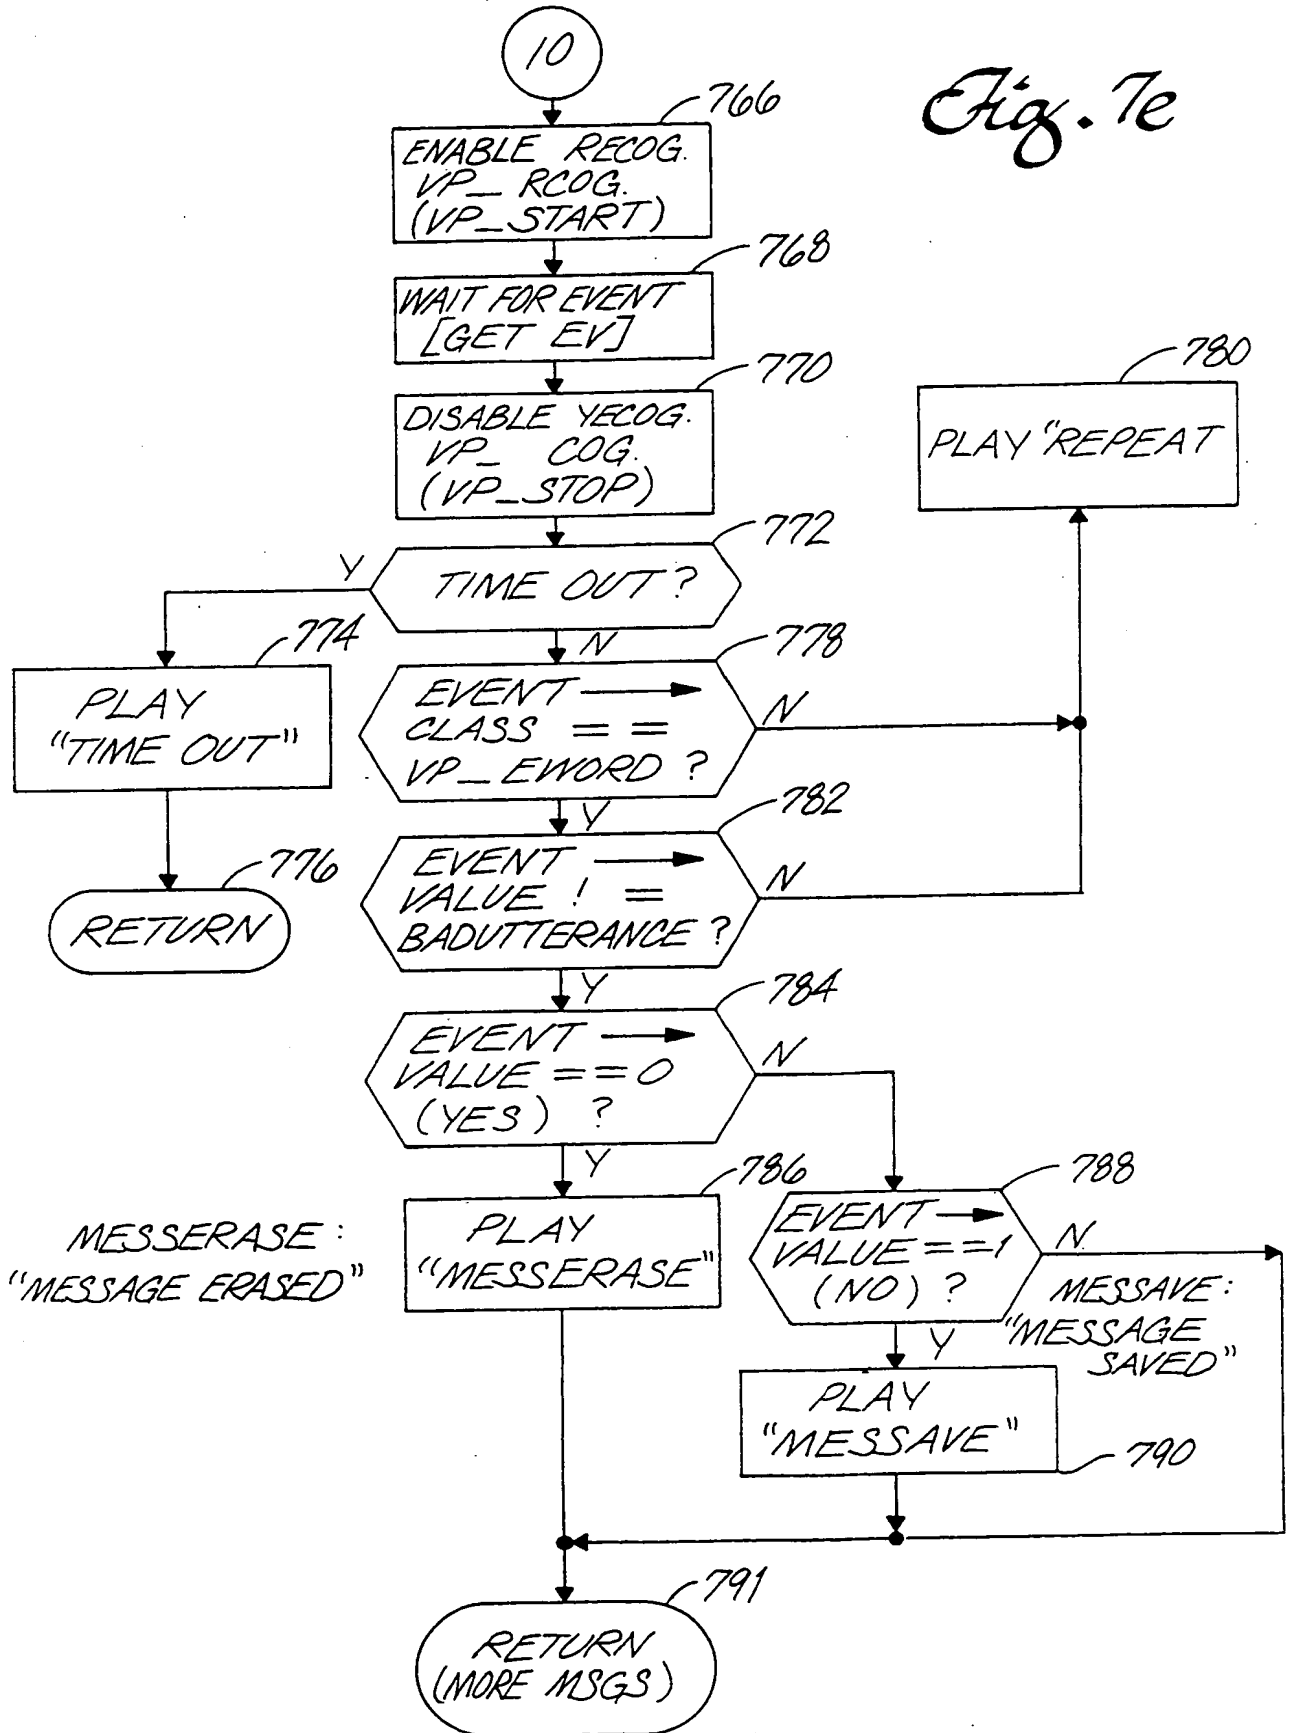 10
Fig. 7e
766
ENABLE RECOG.
VP_ RCOG.
(VP_START)
768
WAIT FOR EVENT
[GET EV]
770
DISABLE YECOG.
VP_ COG.
(VP_STOP)
780
PLAY "REPEAT
772
TIME OUT ?
Y
N
774
PLAY
"TIME OUT"
776
RETURN
778
EVENT
CLASS = =
VP_ EWORD ?
N
Y
782
EVENT
VALUE ! =
BADUTTERANCE ?
N
Y
784
EVENT
VALUE == 0
(YES) ?
N
Y
786
PLAY
"MESSERASE"
MESSERASE :
"MESSAGE ERASED"
788
EVENT
VALUE ==1
(NO) ?
N
Y
MESSAVE :
"MESSAGE
SAVED"
PLAY
"MESSAVE"
790
791
RETURN
(MORE MSGS)